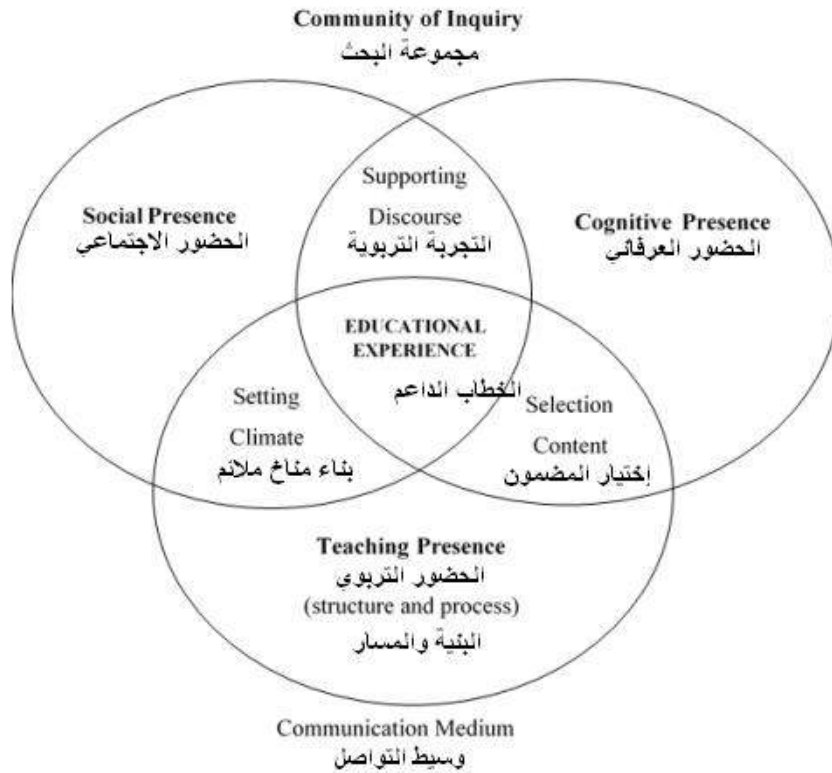 Community of Inquiry
مجموعة البحث
Supporting
Discourse
التجربة التربوية
Social Presence
الحضور الاجتماعي
Cognitive Presence
الحضور العرفاني
EDUCATIONAL
EXPERIENCE
الخطاب الداعم
Setting
Climate
بناء مناخ ملائم
Selection
Content
إختيار المضمون
Teaching Presence
الحضور التربوي
(structure and process)
البنية والمسار
Communication Medium
وسيط التواصل